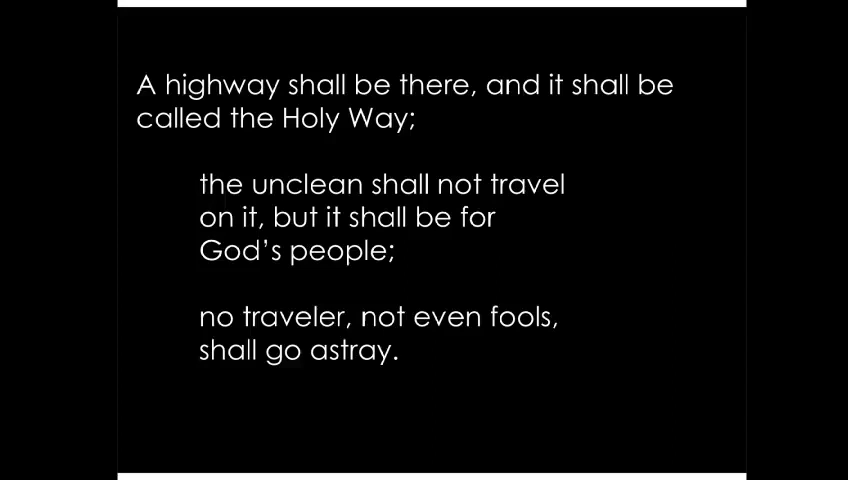 A highway shall be there, and it shall be
called the Holy Way;
the unclean shall not travel
on it, but it shall be for
God’s people;
no traveler, not even fools,
shall go astray.